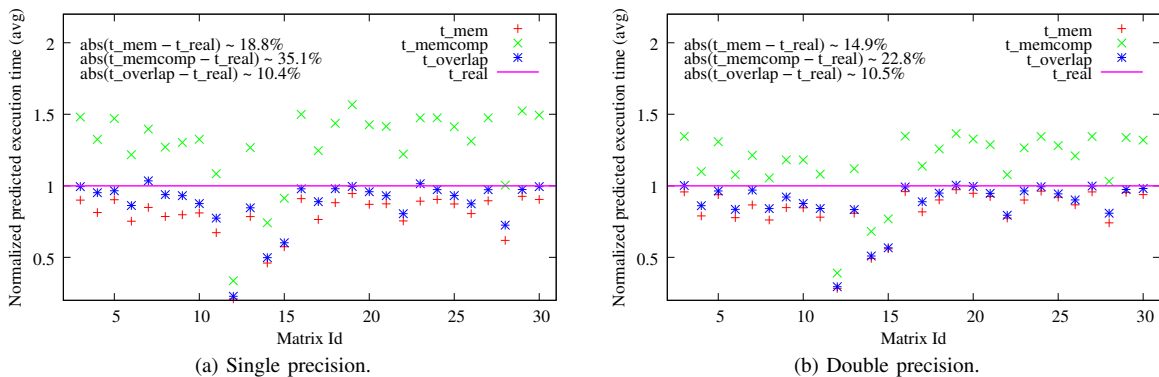 Normalized predicted execution time (avg)
2
1.5
1
0.5
abs(t_mem − t_real) ~ 18.8%
abs(t_memcomp − t_real) ~ 35.1%
abs(t_overlap − t_real) ~ 10.4%
t_mem
t_memcomp
t_overlap
t_real
5 10 15 20 25 30
Matrix Id
(a) Single precision.
Normalized predicted execution time (avg)
2
1.5
1
0.5
abs(t_mem − t_real) ~ 14.9%
abs(t_memcomp − t_real) ~ 22.8%
abs(t_overlap − t_real) ~ 10.5%
t_mem
t_memcomp
t_overlap
t_real
5 10 15 20 25 30
Matrix Id
(b) Double precision.